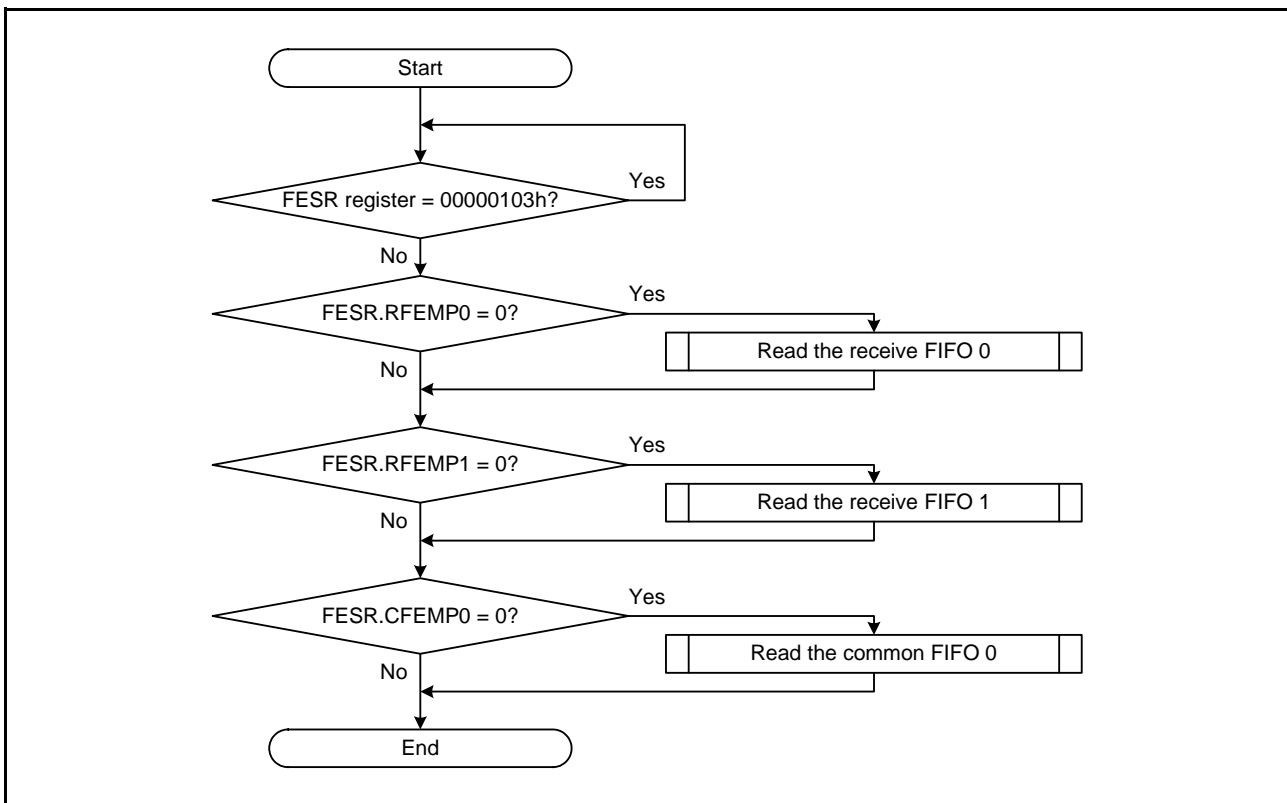 Start
FESR register = 00000103h?
Yes
No
FESR.RFEMP0 = 0?
Yes
Read the receive FIFO 0
No
FESR.RFEMP1 = 0?
Yes
Read the receive FIFO 1
No
FESR.CFEMP0 = 0?
Yes
Read the common FIFO 0
No
End